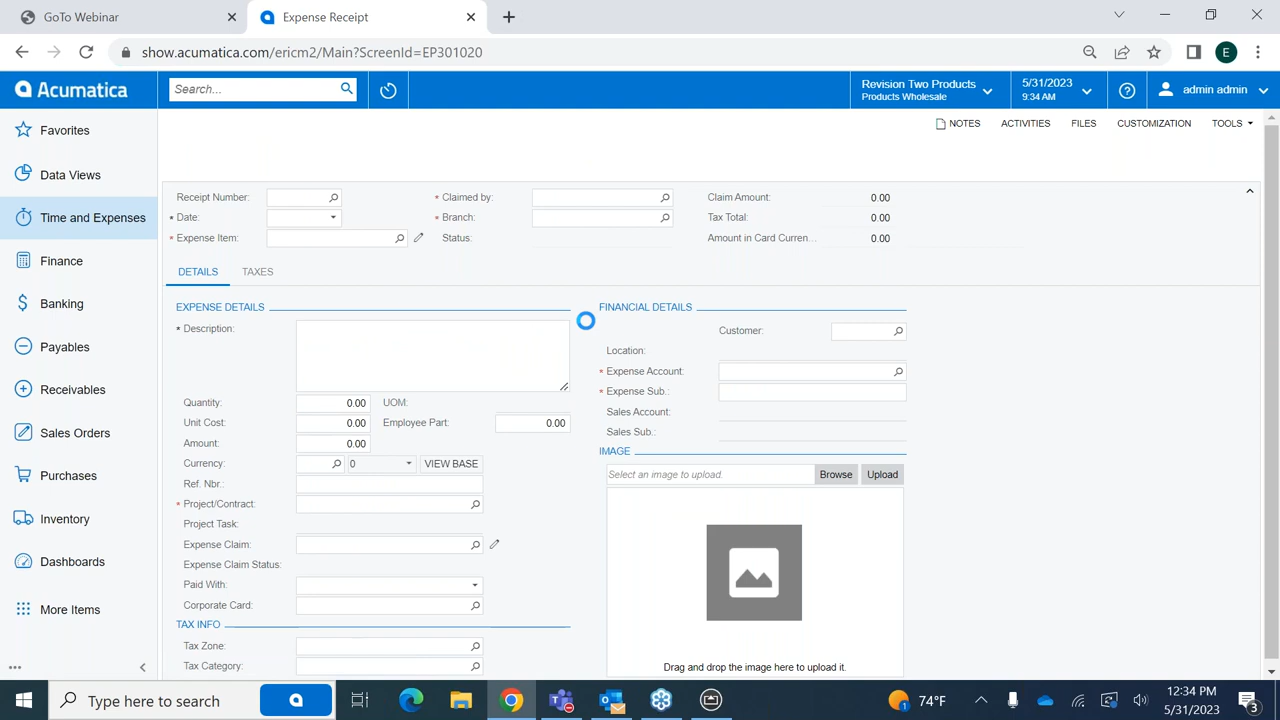 GoTo Webinar
Expense Receipt
show.acumatica.com/ericm2/Main?ScreenId=EP301020
E
Acumatica
Search...
Revision Two Products
Products Wholesale
5/31/2023
9:34 AM
admin admin
Favorites
Data Views
Time and Expenses
Finance
Banking
Payables
Receivables
Sales Orders
Purchases
Inventory
Dashboards
More Items
NOTES ACTIVITIES FILES CUSTOMIZATION TOOLS
Receipt Number:
* Date:
* Expense Item:
* Claimed by:
* Branch:
Status:
Claim Amount: 0.00
Tax Total: 0.00
Amount in Card Curren... 0.00
DETAILS TAXES
EXPENSE DETAILS
* Description:
Quantity: 0.00 UOM:
Unit Cost: 0.00 Employee Part: 0.00
Amount: 0.00
Currency: 0 VIEW BASE
Ref. Nbr.:
* Project/Contract:
Project Task:
Expense Claim:
Expense Claim Status:
Paid With:
Corporate Card:
TAX INFO
Tax Zone:
Tax Category:
FINANCIAL DETAILS
Customer:
Location:
* Expense Account:
* Expense Sub.:
Sales Account:
Sales Sub.:
IMAGE
Select an image to upload. Browse Upload
Drag and drop the image here to upload it.
Type here to search
74°F
12:34 PM
5/31/2023
3